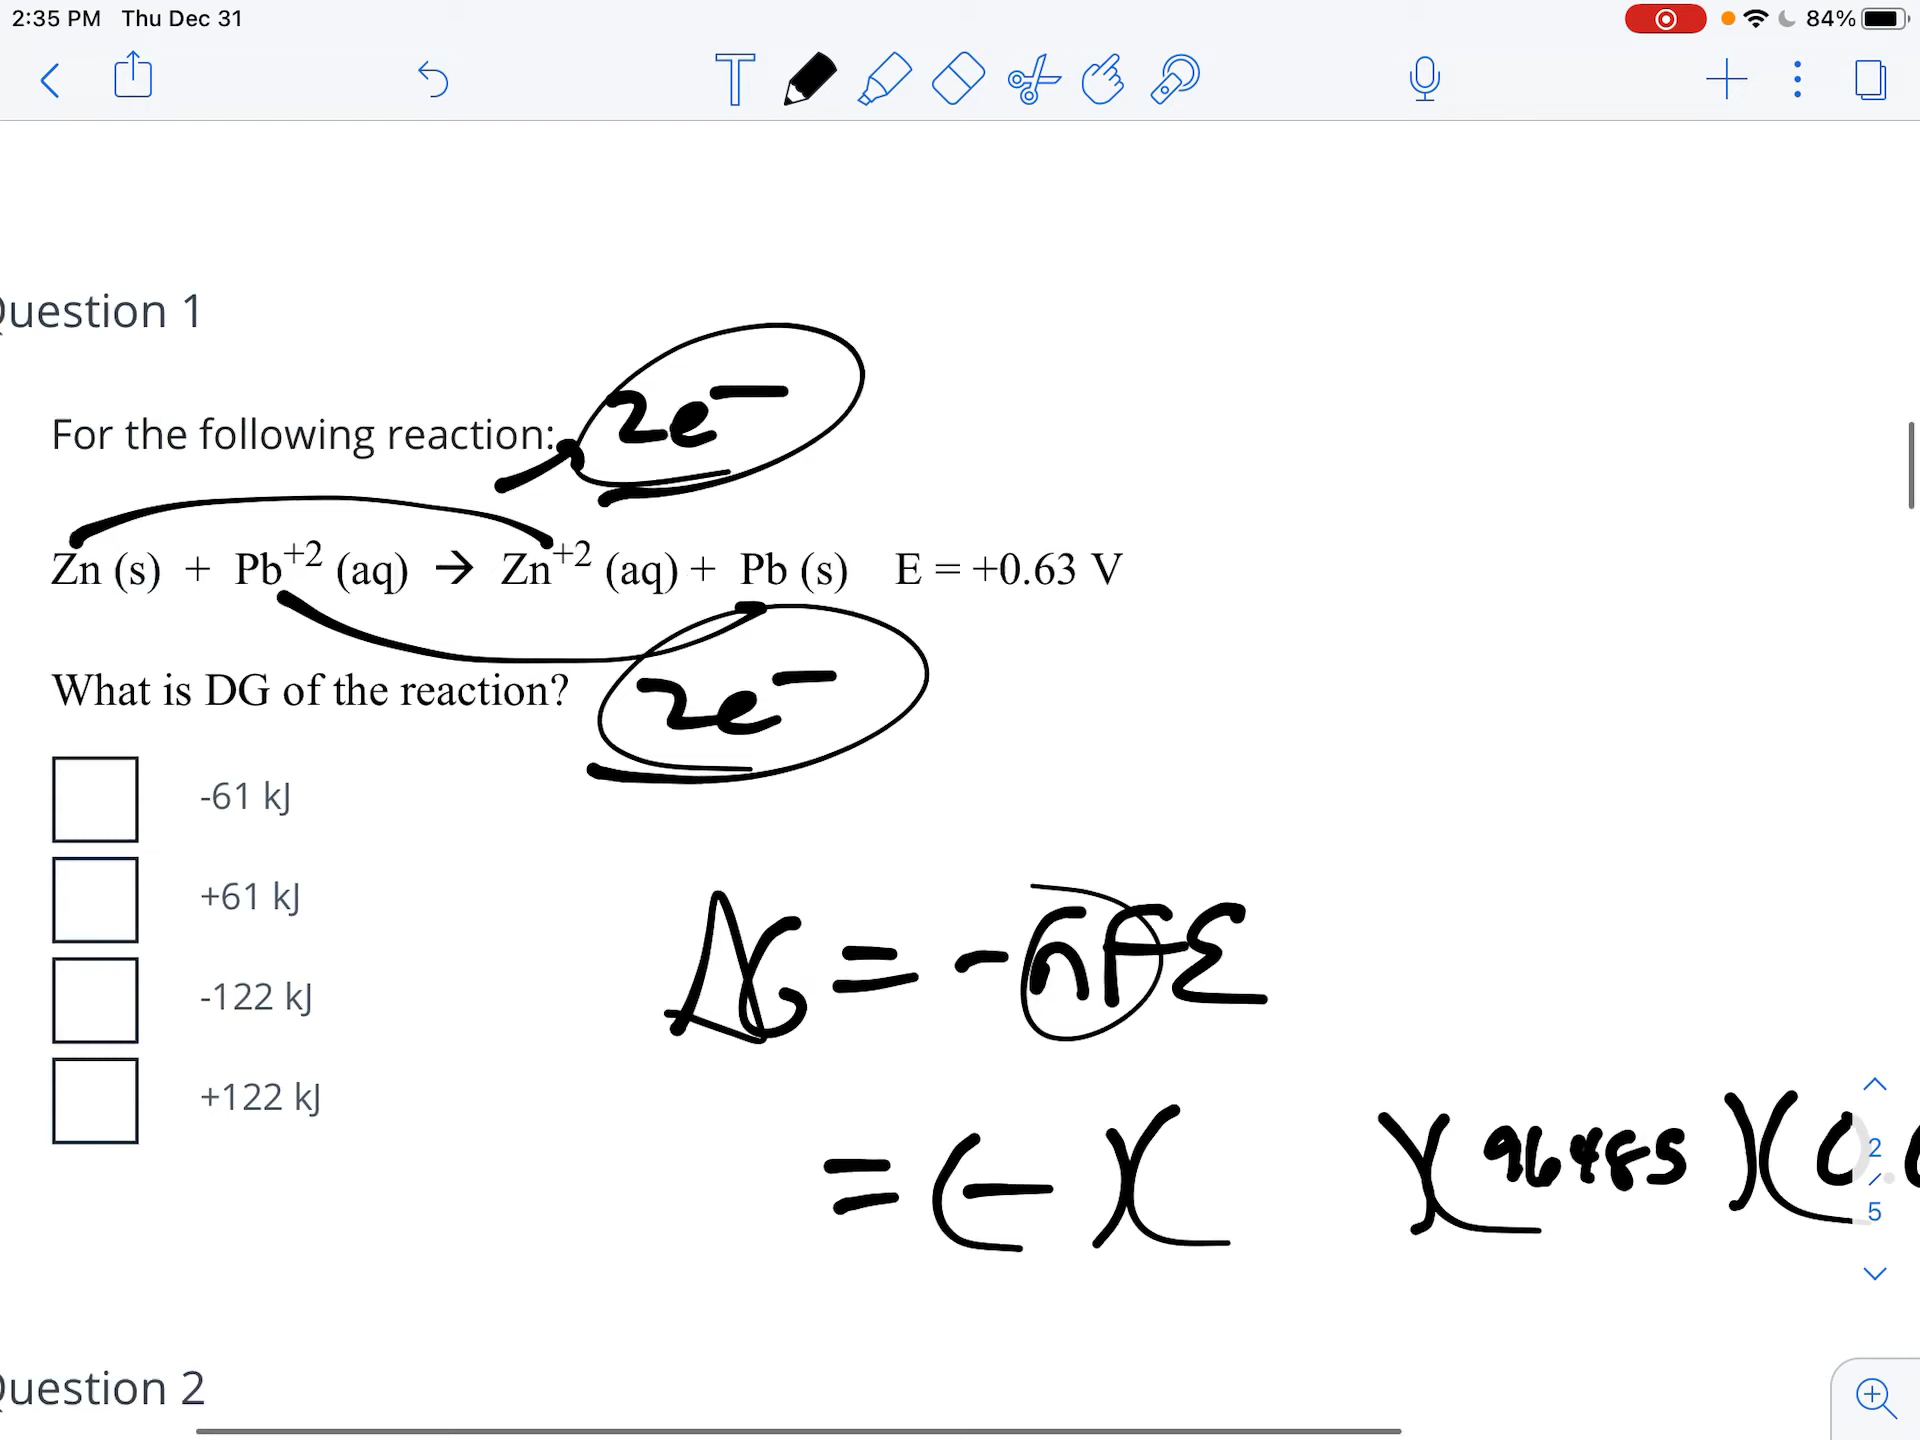 2:35 PM Thu Dec 31
84%
T
Question 1
2e⁻
For the following reaction:
Zn (s) + Pb⁺² (aq) → Zn⁺² (aq) + Pb (s) E = +0.63 V
What is DG of the reaction?
2e⁻
-61 kJ
+61 kJ
-122 kJ
+122 kJ
ΔG = -nFE
= (-)( )(96485)(0.
2
/
5
Question 2